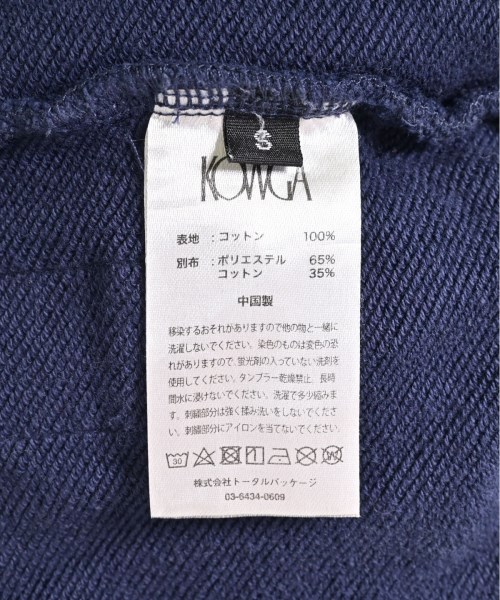 S
KOWGA
表地 : コットン 100%
別布 : ポリエステル 65%
コットン 35%
中国製
移染するおそれがありますので他の物と一緒に
洗濯しないでください。染色のものは変色の恐
れがありますので、蛍光剤の入っていない洗剤を
使用してください。タンブラー乾燥禁止、長時
間水に浸けないでください。洗濯で多少縮みま
す。刺繍部分は強く揉み洗いをしないでくださ
い。刺繍部分にアイロンを当てないでください。
30
W
株式会社トータルパッケージ
03-6434-0609